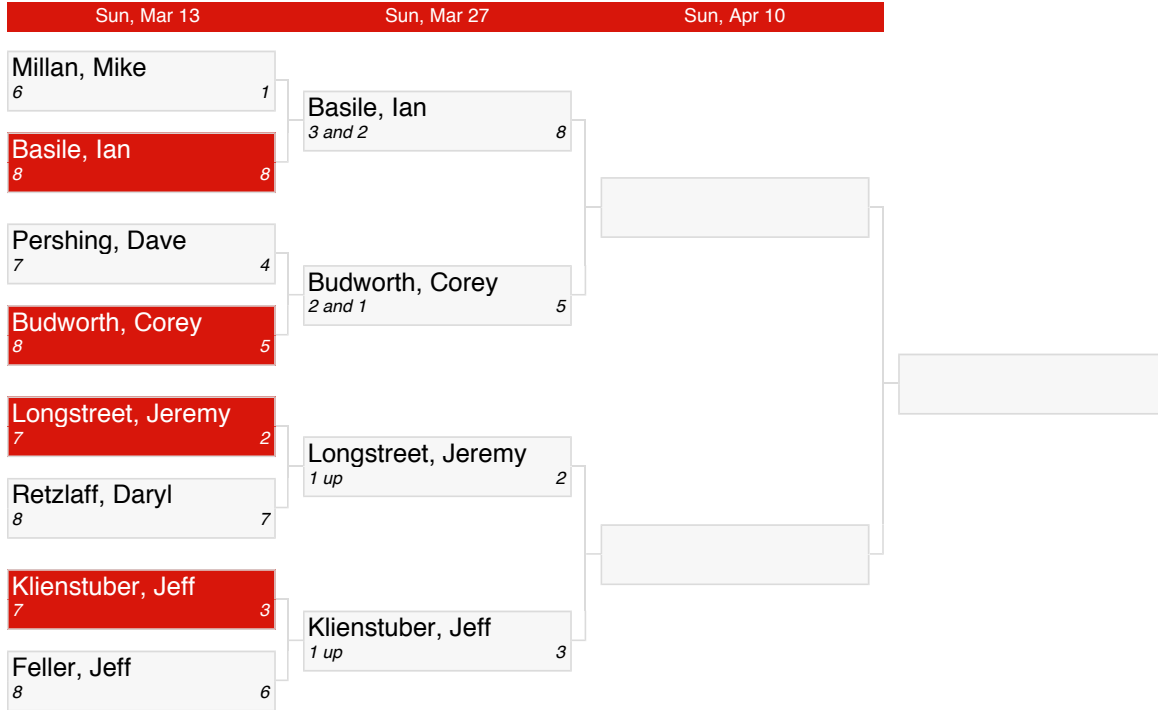 Sun, Mar 13 Sun, Mar 27 Sun, Apr 10
Millan, Mike
6 1
Basile, Ian
8 8
Pershing, Dave
7 4
Budworth, Corey
8 5
Longstreet, Jeremy
7 2
Retzlaff, Daryl
8 7
Klienstuber, Jeff
7 3
Feller, Jeff
8 6
Basile, Ian
3 and 2 8
Budworth, Corey
2 and 1 5
Longstreet, Jeremy
1 up 2
Klienstuber, Jeff
1 up 3